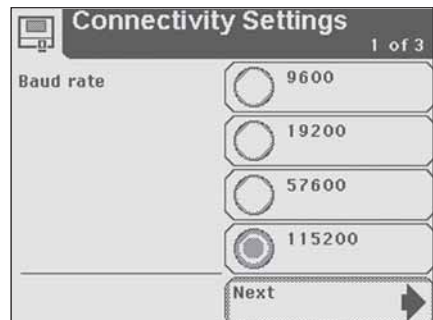 Connectivity Settings
1 of 3
Baud rate
9600
19200
57600
115200
Next